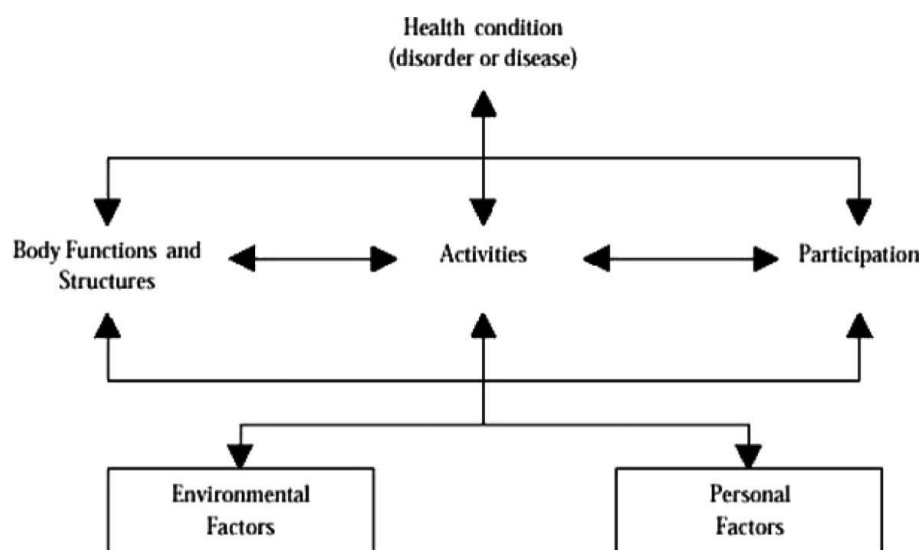 Health condition
(disorder or disease)
Body Functions and
Structures
Activities
Participation
Environmental
Factors
Personal
Factors